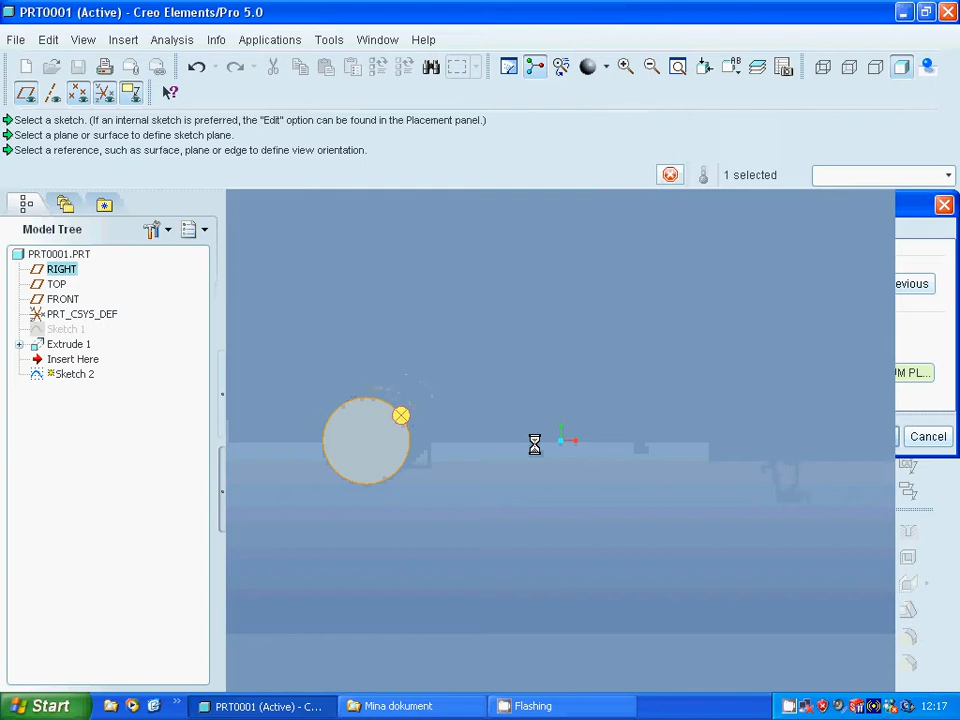 PRT0001 (Active) - Creo Elements/Pro 5.0
File Edit View Insert Analysis Info Applications Tools Window Help
Select a sketch. (If an internal sketch is preferred, the "Edit" option can be found in the Placement panel.)
Select a plane or surface to define sketch plane.
Select a reference, such as surface, plane or edge to define view orientation.
1 selected
Model Tree
PRT0001.PRT
RIGHT
TOP
FRONT
PRT_CSYS_DEF
Sketch 1
Extrude 1
Insert Here
Sketch 2
evious
UM PL...
Cancel
Start
PRT0001 (Active) - C...
Mina dokument
Flashing
12:17